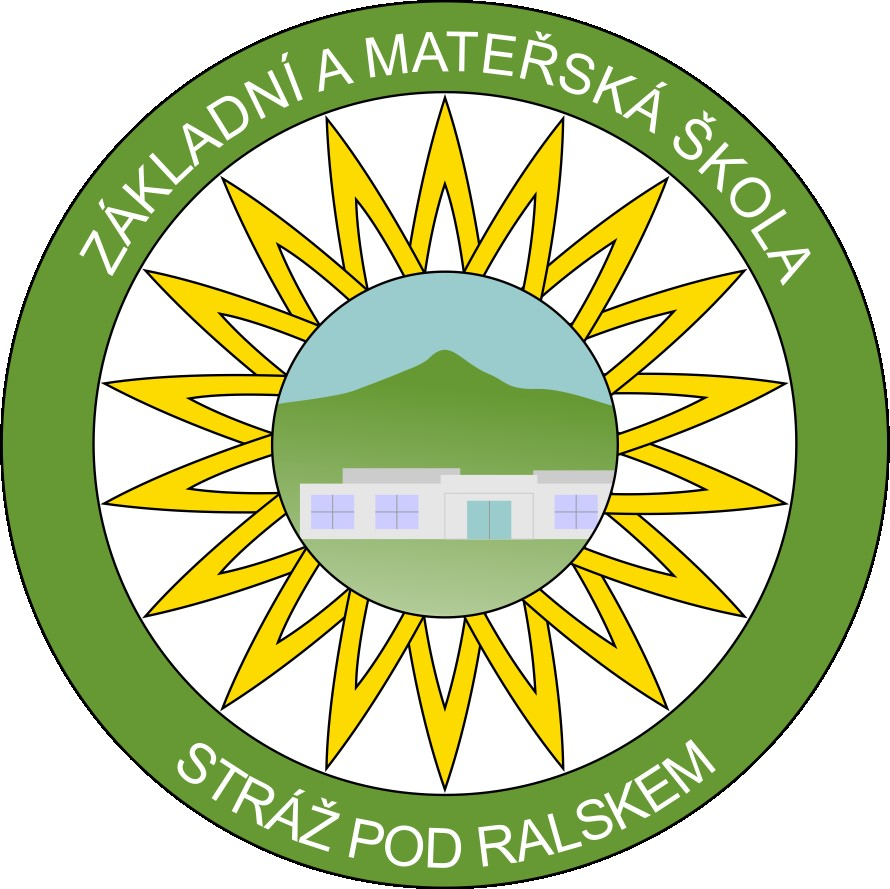 ZÁKLADNÍ A MATEŘSKÁ ŠKOLA
STRÁŽ POD RALSKEM